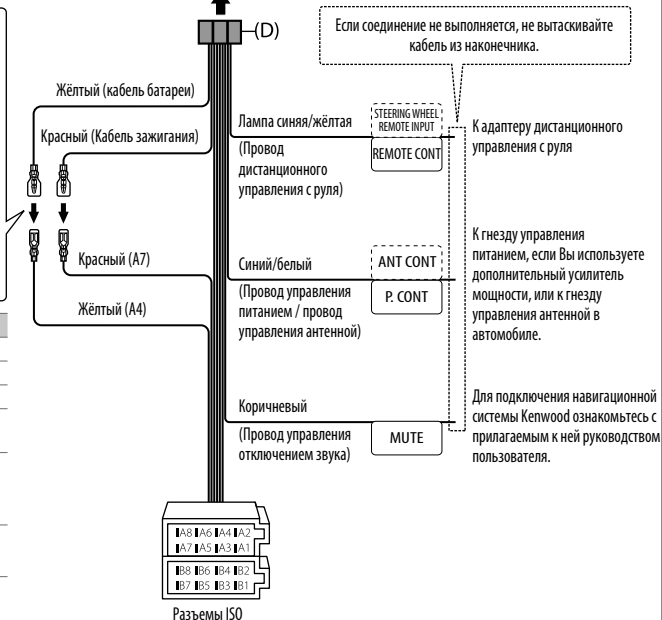 (D)
Если соединение не выполняется, не вытаскивайте
кабель из наконечника.
Жёлтый (кабель батареи)
Красный (Кабель зажигания)
Лампа синяя/жёлтая
(Провод
дистанционного
управления с руля)
STEERING WHEEL
REMOTE INPUT
REMOTE CONT
К адаптеру дистанционного
управления с руля
Красный (A7)
Жёлтый (A4)
Синий/белый
(Провод управления
питанием / провод
управления антенной)
ANT CONT
P. CONT
К гнезду управления
питанием, если Вы используете
дополнительный усилитель
мощности, или к гнезду
управления антенной в
автомобиле.
Коричневый
(Провод управления
отключением звука)
MUTE
Для подключения навигационной
системы Kenwood ознакомьтесь с
прилагаемым к ней руководством
пользователя.
A8 A6 A4 A2
A7 A5 A3 A1
B8 B6 B4 B2
B7 B5 B3 B1
Разъемы ISO